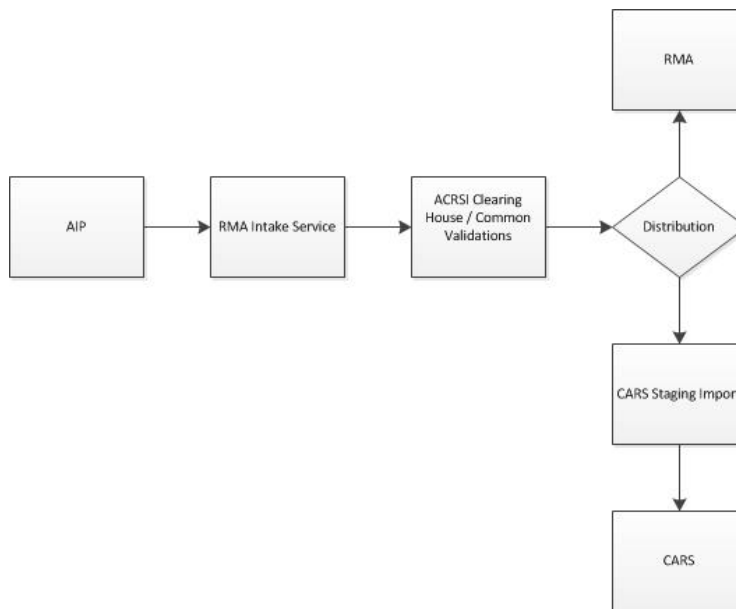 RMA
AIP
RMA Intake Service
ACRSI Clearing
House / Common
Validations
Distribution
CARS Staging Impor
CARS